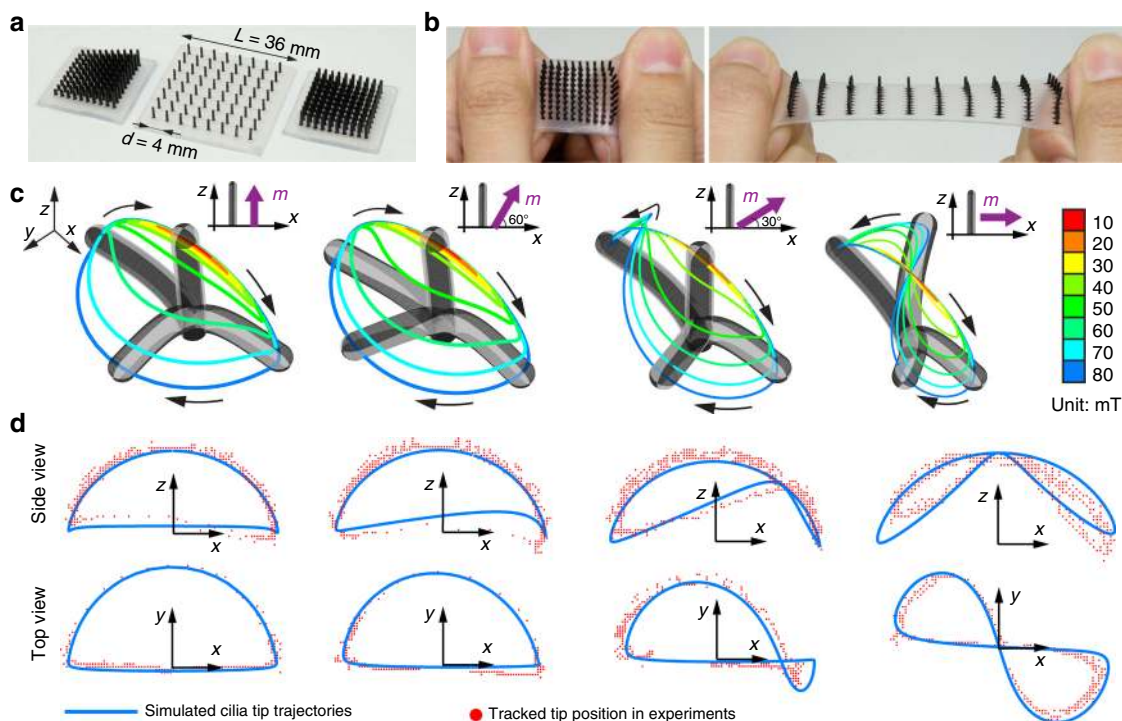 a
L = 36 mm
d = 4 mm
b
c
z
y
x
z
m
x
z
m
60°
x
z
m
30°
x
z
m
x
10
20
30
40
50
60
70
80
Unit: mT
d
Side view
z
x
z
x
z
x
z
x
Top view
y
x
y
x
y
x
y
x
Simulated cilia tip trajectories
Tracked tip position in experiments